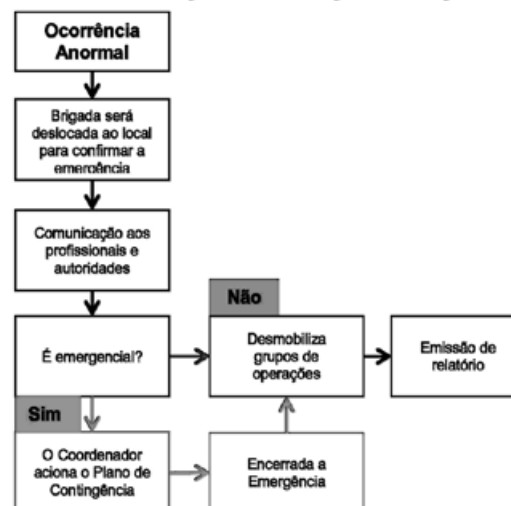 Ocorrência
Anormal
Brigada será
deslocada ao local
para confirmar a
emergência
Comunicação aos
profissionais e
autoridades
É emergencial?
Não
Desmobiliza
grupos de
operações
Emissão de
relatório
Sim
O Coordenador
aciona o Plano de
Contingência
Encerrada a
Emergência